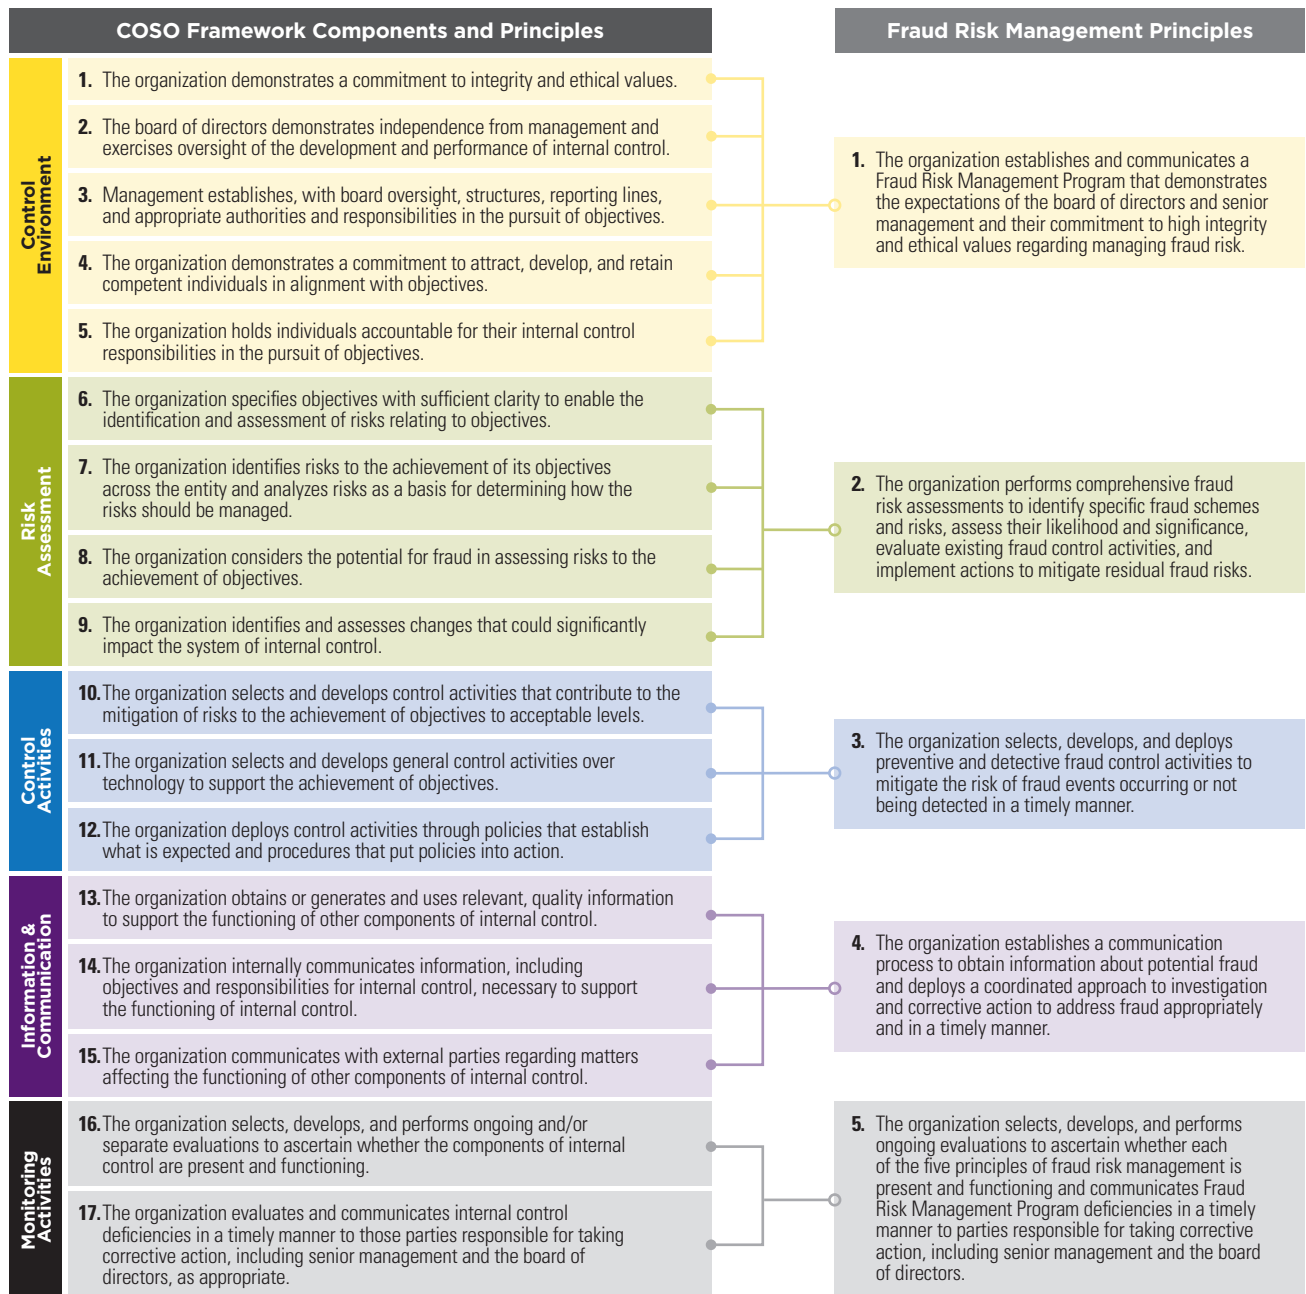 COSO Framework Components and Principles
Fraud Risk Management Principles
Control
Environment
1. The organization demonstrates a commitment to integrity and ethical values.
2. The board of directors demonstrates independence from management and
exercises oversight of the development and performance of internal control.
3. Management establishes, with board oversight, structures, reporting lines,
and appropriate authorities and responsibilities in the pursuit of objectives.
4. The organization demonstrates a commitment to attract, develop, and retain
competent individuals in alignment with objectives.
5. The organization holds individuals accountable for their internal control
responsibilities in the pursuit of objectives.
1. The organization establishes and communicates a
Fraud Risk Management Program that demonstrates
the expectations of the board of directors and senior
management and their commitment to high integrity
and ethical values regarding managing fraud risk.
Risk
Assessment
6. The organization specifies objectives with sufficient clarity to enable the
identification and assessment of risks relating to objectives.
7. The organization identifies risks to the achievement of its objectives
across the entity and analyzes risks as a basis for determining how the
risks should be managed.
8. The organization considers the potential for fraud in assessing risks to the
achievement of objectives.
9. The organization identifies and assesses changes that could significantly
impact the system of internal control.
2. The organization performs comprehensive fraud
risk assessments to identify specific fraud schemes
and risks, assess their likelihood and significance,
evaluate existing fraud control activities, and
implement actions to mitigate residual fraud risks.
Control
Activities
10. The organization selects and develops control activities that contribute to the
mitigation of risks to the achievement of objectives to acceptable levels.
11. The organization selects and develops general control activities over
technology to support the achievement of objectives.
12. The organization deploys control activities through policies that establish
what is expected and procedures that put policies into action.
3. The organization selects, develops, and deploys
preventive and detective fraud control activities to
mitigate the risk of fraud events occurring or not
being detected in a timely manner.
Information &
Communication
13. The organization obtains or generates and uses relevant, quality information
to support the functioning of other components of internal control.
14. The organization internally communicates information, including
objectives and responsibilities for internal control, necessary to support
the functioning of internal control.
15. The organization communicates with external parties regarding matters
affecting the functioning of other components of internal control.
4. The organization establishes a communication
process to obtain information about potential fraud
and deploys a coordinated approach to investigation
and corrective action to address fraud appropriately
and in a timely manner.
Monitoring
Activities
16. The organization selects, develops, and performs ongoing and/or
separate evaluations to ascertain whether the components of internal
control are present and functioning.
17. The organization evaluates and communicates internal control
deficiencies in a timely manner to those parties responsible for taking
corrective action, including senior management and the board of
directors, as appropriate.
5. The organization selects, develops, and performs
ongoing evaluations to ascertain whether each
of the five principles of fraud risk management is
present and functioning and communicates Fraud
Risk Management Program deficiencies in a timely
manner to parties responsible for taking corrective
action, including senior management and the board
of directors.